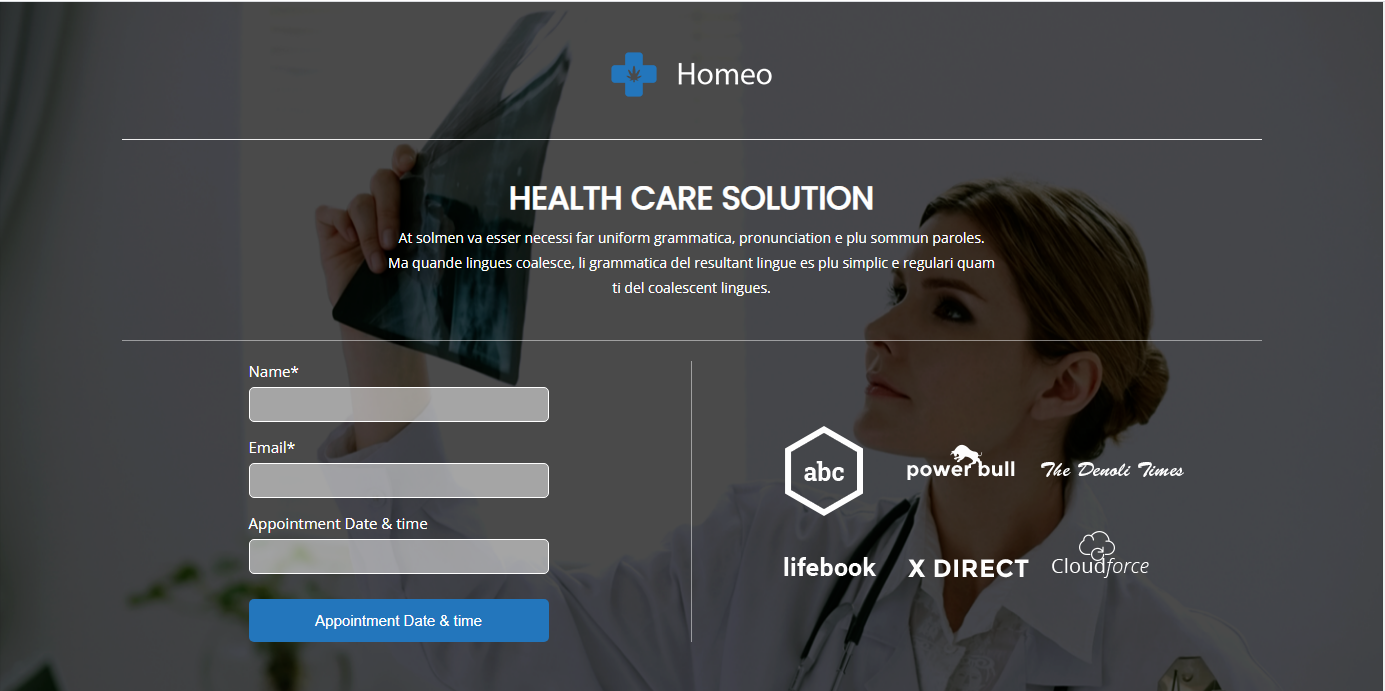 Homeo
HEALTH CARE SOLUTION
At solmen va esser necessi far uniform grammatica, pronunciation e plu sommun paroles.
Ma quande lingues coalesce, li grammatica del resultant lingue es plu simplic e regulari quam
ti del coalescent lingues.
Name*
Email*
Appointment Date & time
Appointment Date & time
abc
power bull
The Denoli Times
lifebook
X DIRECT
Cloudforce